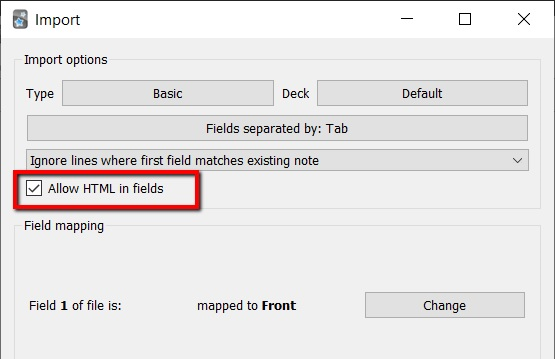 Import
Import options
Type Basic Deck Default
Fields separated by: Tab
Ignore lines where first field matches existing note
Allow HTML in fields
Field mapping
Field 1 of file is: mapped to Front Change